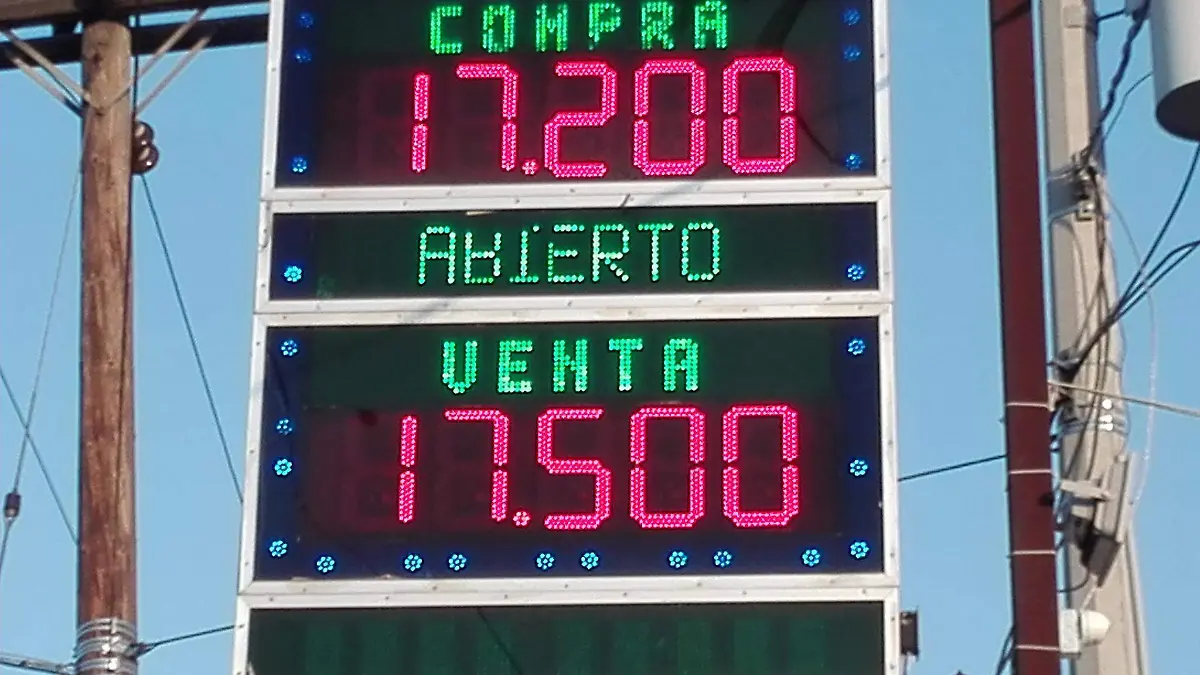 COMPRA
17.200
ABIERTO
VENTA
17.500